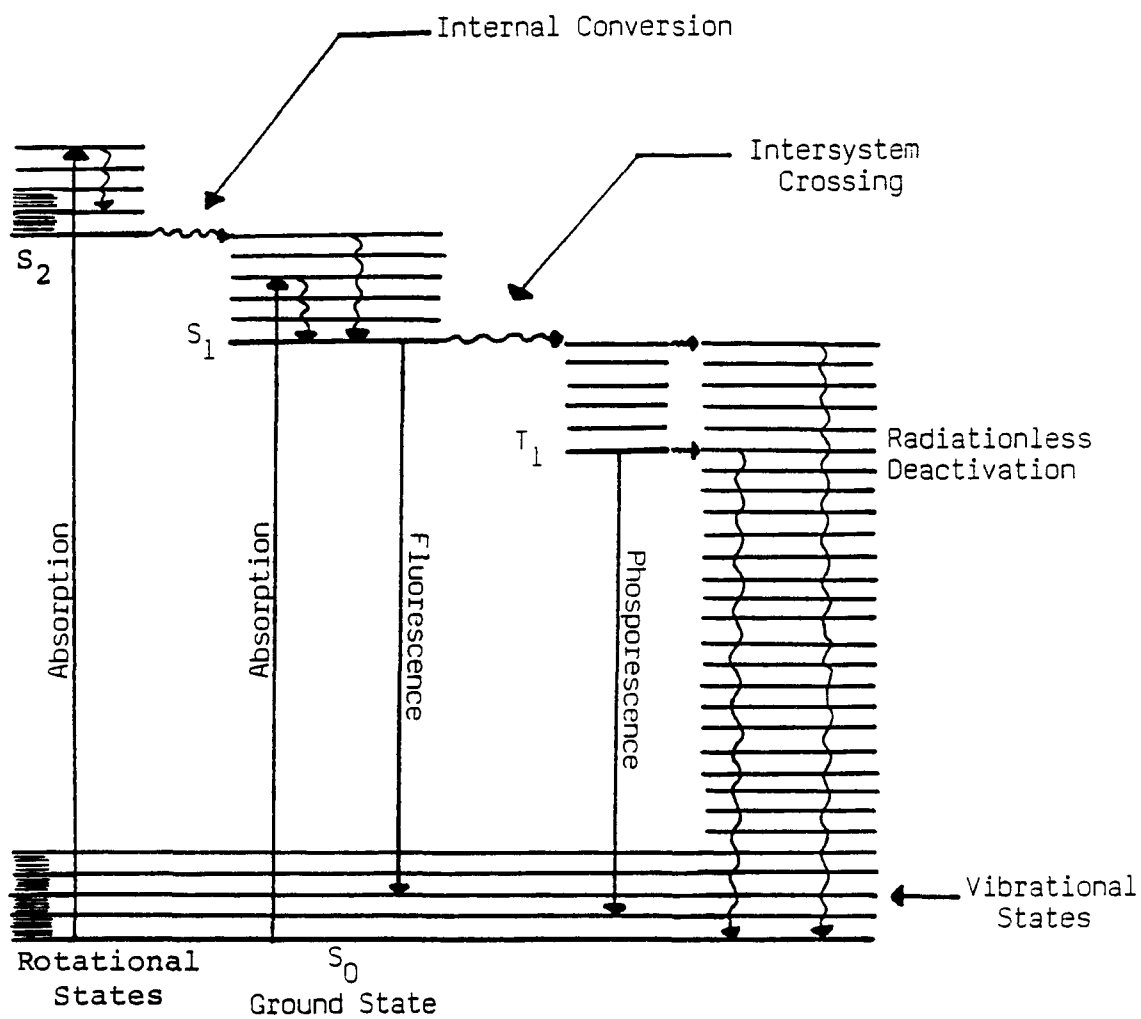 Internal Conversion
Intersystem
Crossing
S2
S1
T1
Radiationless
Deactivation
Absorption
Absorption
Fluorescence
Phosporescence
Vibrational
States
Rotational
States
S0
Ground State